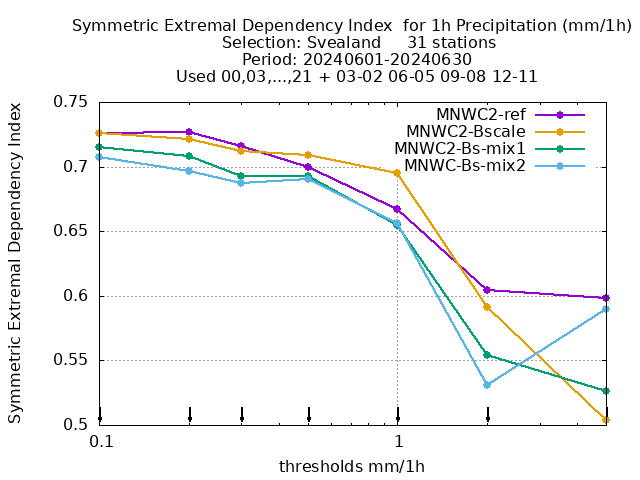 Symmetric Extremal Dependency Index  for 1h Precipitation (mm/1h)
Selection: Svealand     31 stations
Period: 20240601-20240630
Used 00,03,...,21 + 03-02 06-05 09-08 12-11
Symmetric Extremal Dependency Index
0.75
0.7
0.65
0.6
0.55
0.5
MNWC2-ref
MNWC2-Bscale
MNWC2-Bs-mix1
MNWC-Bs-mix2
0.1
1
thresholds mm/1h